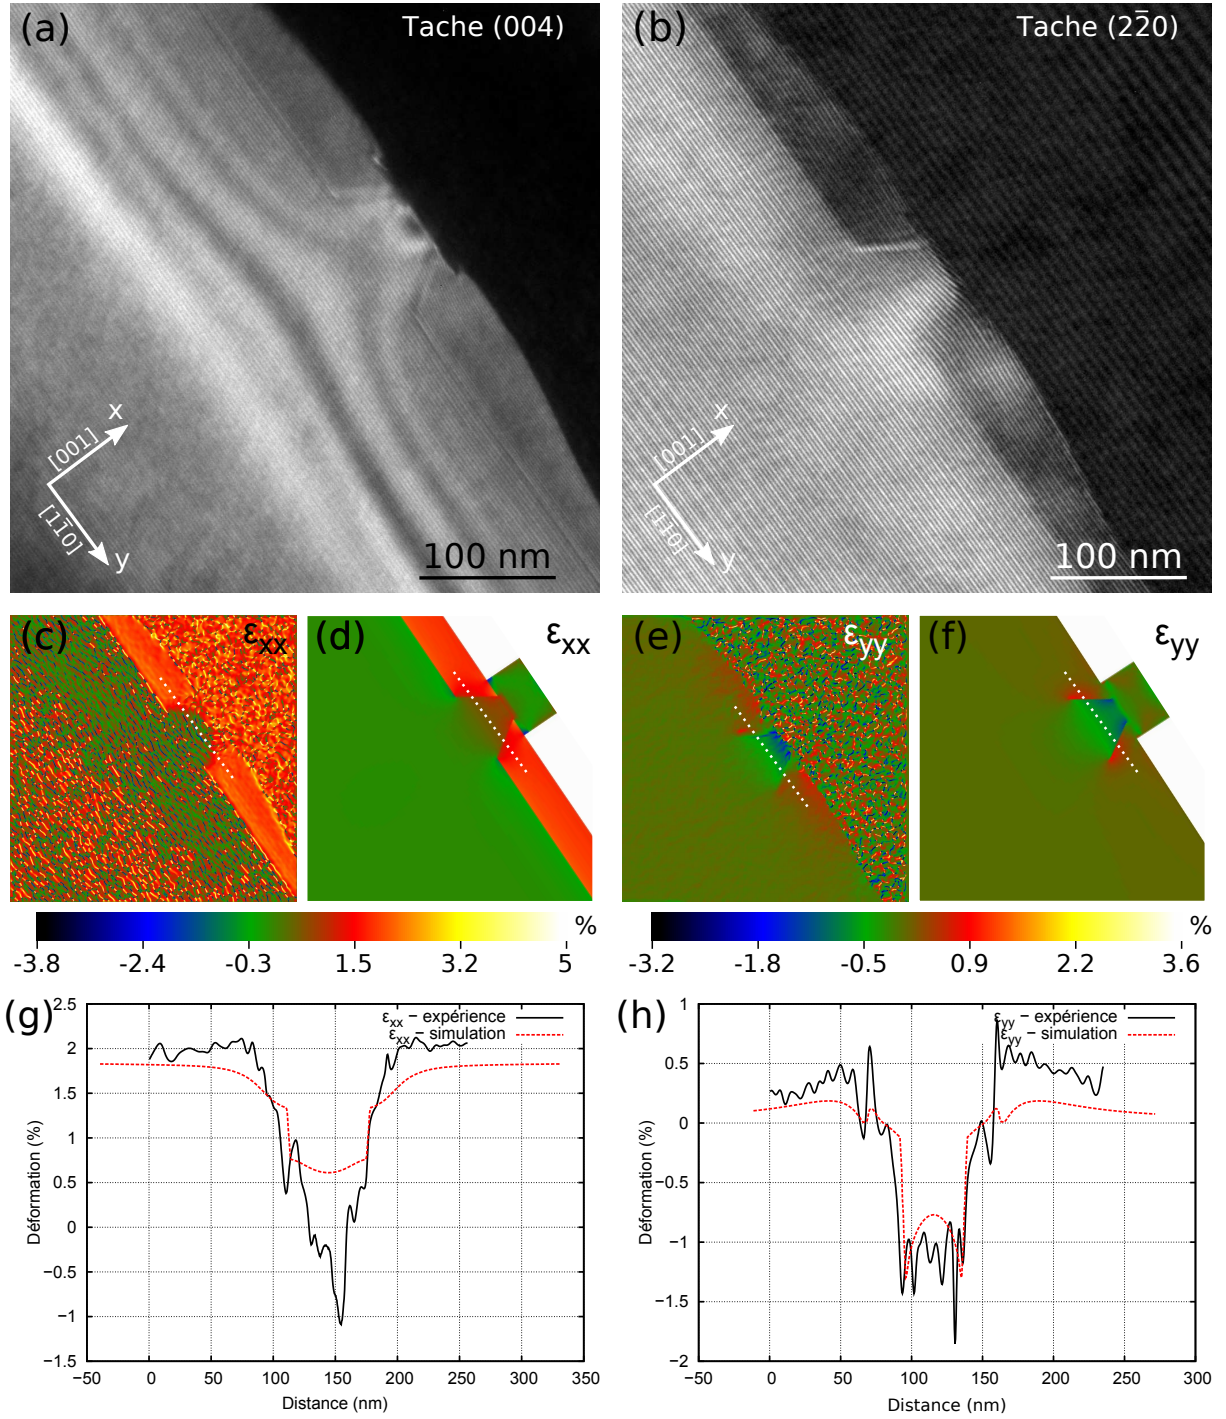 (a)
Tache (004)
x
[001]
[11̄0]
y
100 nm
(b)
Tache (22̄0)
x
[001]
[11̄0]
y
100 nm
(c)
εxx
(d)
εxx
(e)
εyy
(f)
εyy
%
-3.8 -2.4 -0.3 1.5 3.2 5
%
-3.2 -1.8 -0.5 0.9 2.2 3.6
(g)
εxx − expérience
εxx − simulation
2.5
2
1.5
1
0.5
0
−0.5
−1
−1.5
−50 0 50 100 150 200 250 300 350
Déformation (%)
Distance (nm)
(h)
εyy − expérience
εyy − simulation
1
0.5
0
−0.5
−1
−1.5
−2
−50 0 50 100 150 200 250 300
Déformation (%)
Distance (nm)